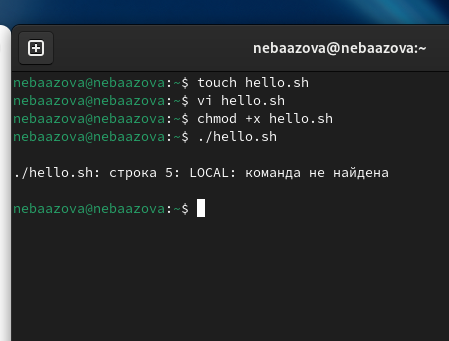 nebaazova@nebaazova:~
nebaazova@nebaazova:~$ touch hello.sh
nebaazova@nebaazova:~$ vi hello.sh
nebaazova@nebaazova:~$ chmod +x hello.sh
nebaazova@nebaazova:~$ ./hello.sh
./hello.sh: строка 5: LOCAL: команда не найдена
nebaazova@nebaazova:~$